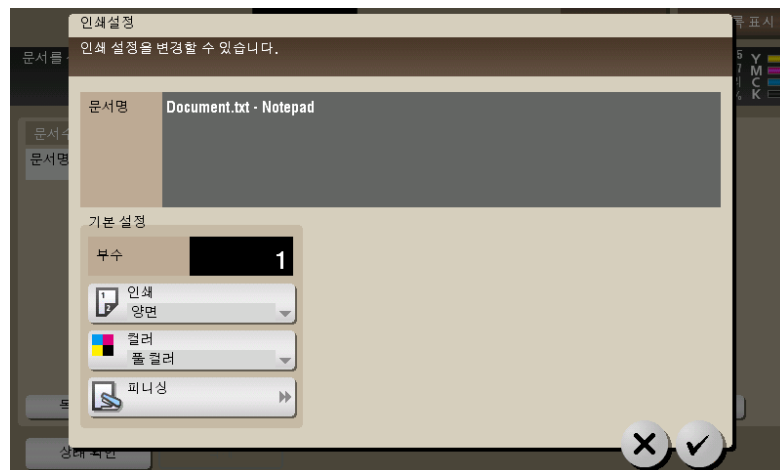 인쇄설정
표시
인쇄 설정을 변경할 수 있습니다.
문서를
Y
M
C
K
문서명
Document.txt - Notepad
문서명
기본 설정
부수
1
인쇄
양면
컬러
풀 컬러
피니싱
상태 확인